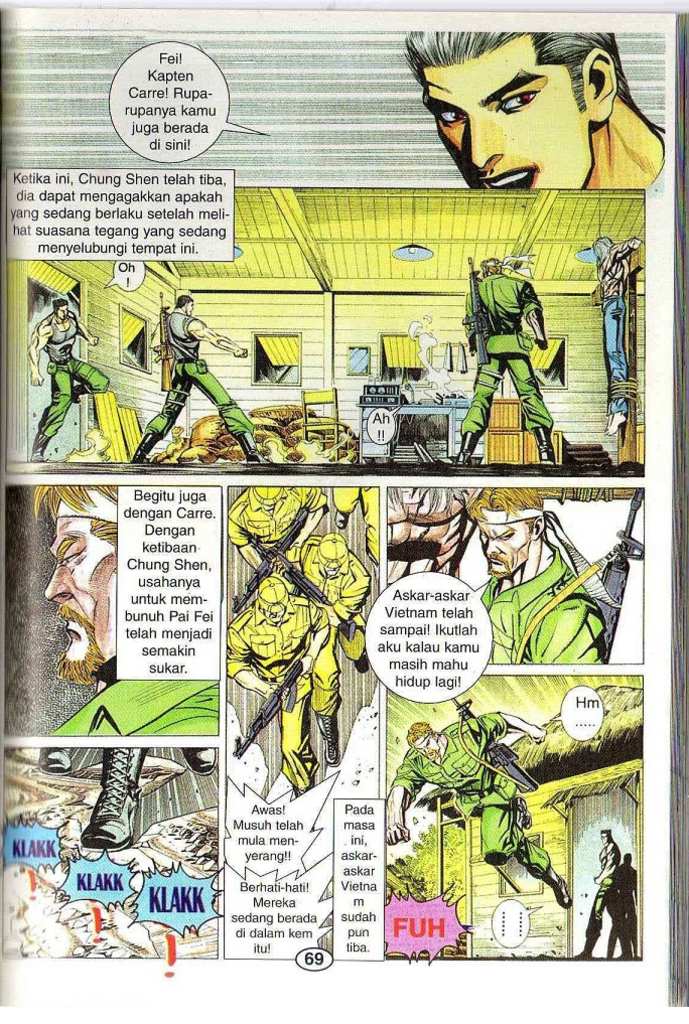 Fei!
Kapten
Carre! Rupa-
rupanya kamu
juga berada
di sini!
Ketika ini, Chung Shen telah tiba,
dia dapat mengagakkan apakah
yang sedang berlaku setelah meli-
hat suasana tegang yang sedang
menyelubungi tempat ini.
Oh
!
Ah
!!
Begitu juga
dengan Carre.
Dengan
ketibaan
Chung Shen,
usahanya
untuk mem-
bunuh Pai Fei
telah menjadi
semakin
sukar.
Askar-askar
Vietnam telah
sampai! Ikutlah
aku kalau kamu
masih mahu
hidup lagi!
KLAKK
!
KLAKK
!
KLAKK
!
Awas!
Musuh telah
mula men-
yerang!!
Berhati-hati!
Mereka
sedang berada
di dalam kem
itu!
Pada
masa
ini,
askar-
askar
Vietna
m
sudah
pun
tiba.
Hm
.....
FUH
! !
69